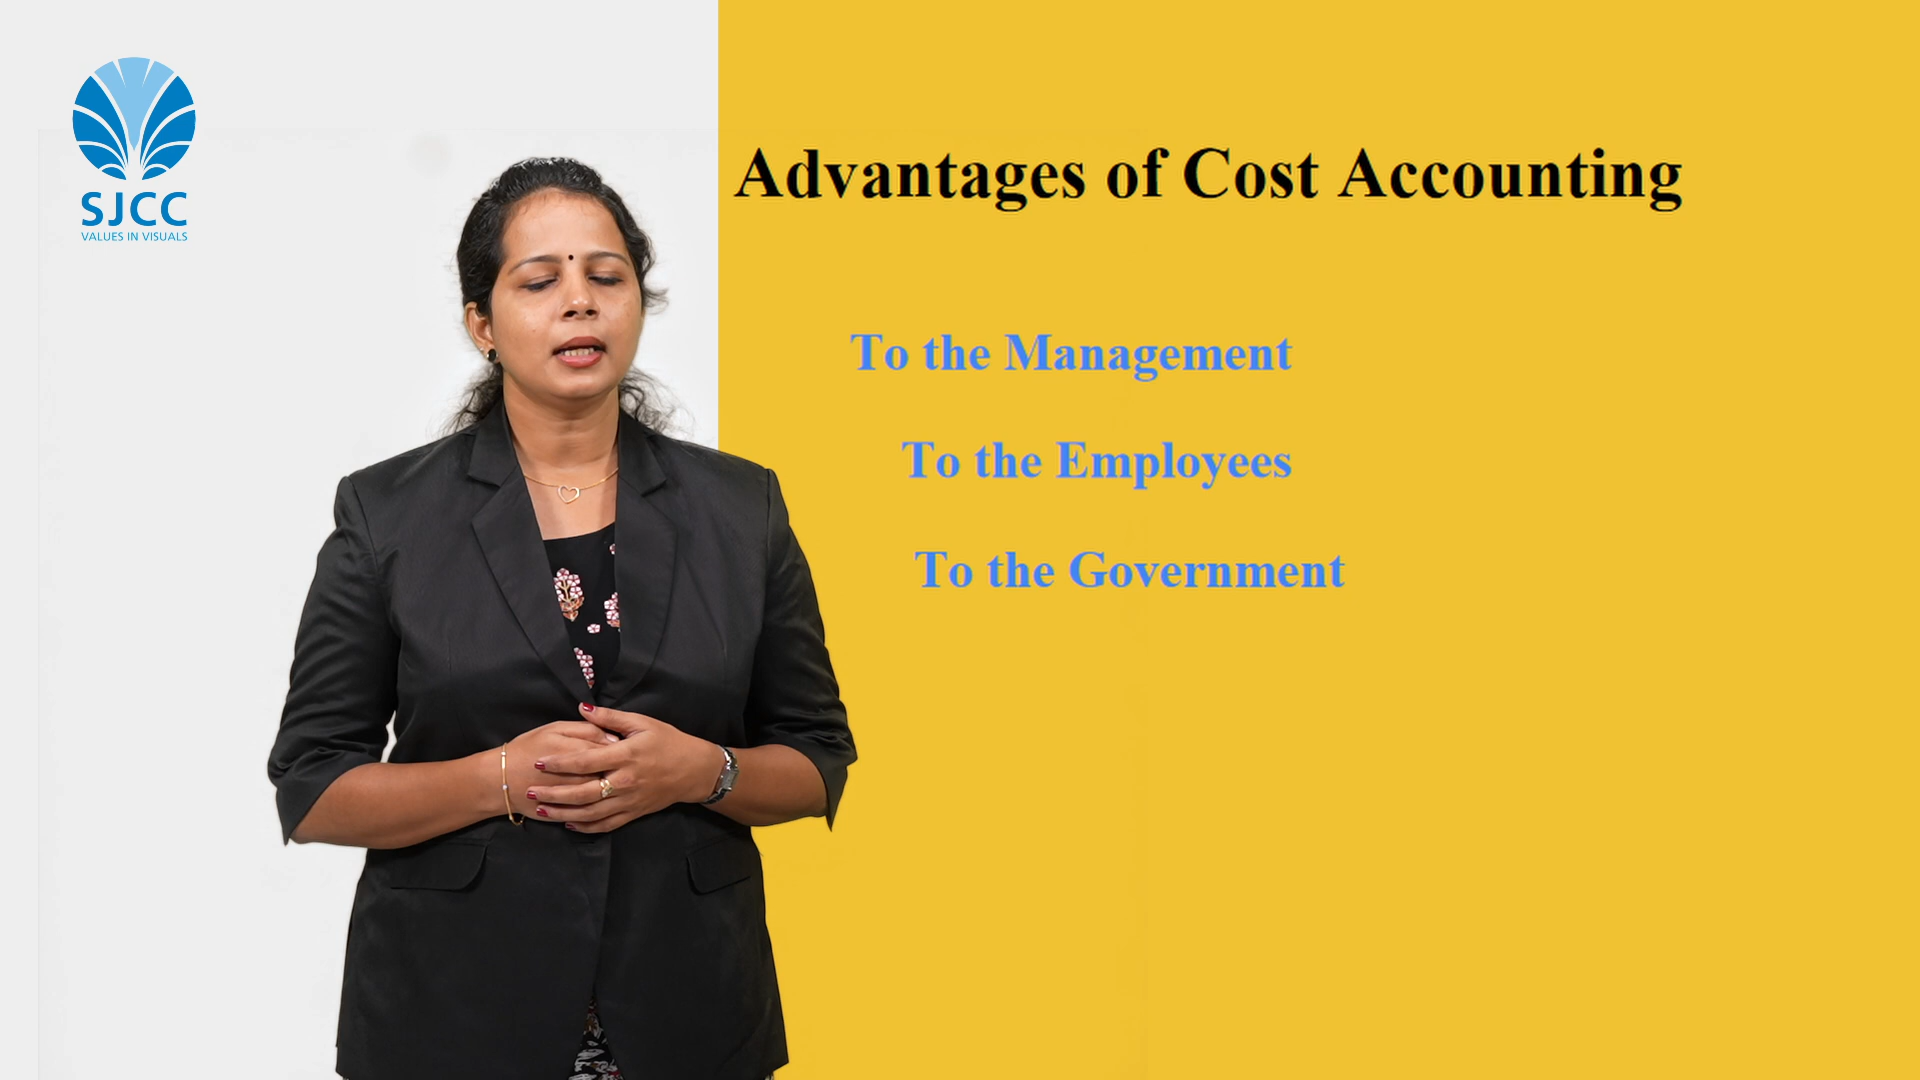 SJCC
VALUES IN VISUALS
Advantages of Cost Accounting
To the Management
To the Employees
To the Government